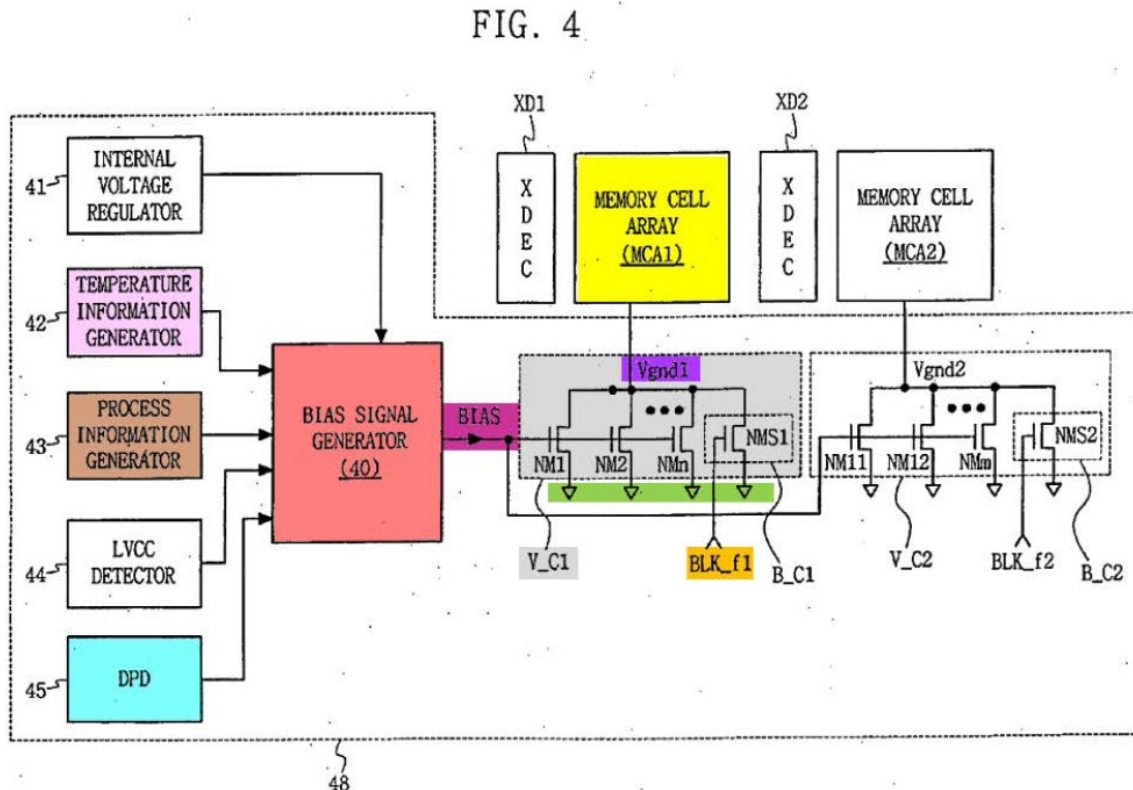 FIG. 4
XD1
XD2
INTERNAL
VOLTAGE
REGULATOR
41
X
D
E
C
MEMORY CELL
ARRAY
(MCA1)
X
D
E
C
MEMORY CELL
ARRAY
(MCA2)
TEMPERATURE
INFORMATION
GENERATOR
42
PROCESS
INFORMATION
GENERATOR
43
BIAS SIGNAL
GENERATOR
(40)
BIAS
Vgnd1
NM1
NM2
NMn
NMS1
Vgnd2
NM11
NM12
NMm
NMS2
LVCC
DETECTOR
44
V_C1
BLK_f1
B_C1
V_C2
BLK_f2
B_C2
DPD
45
48